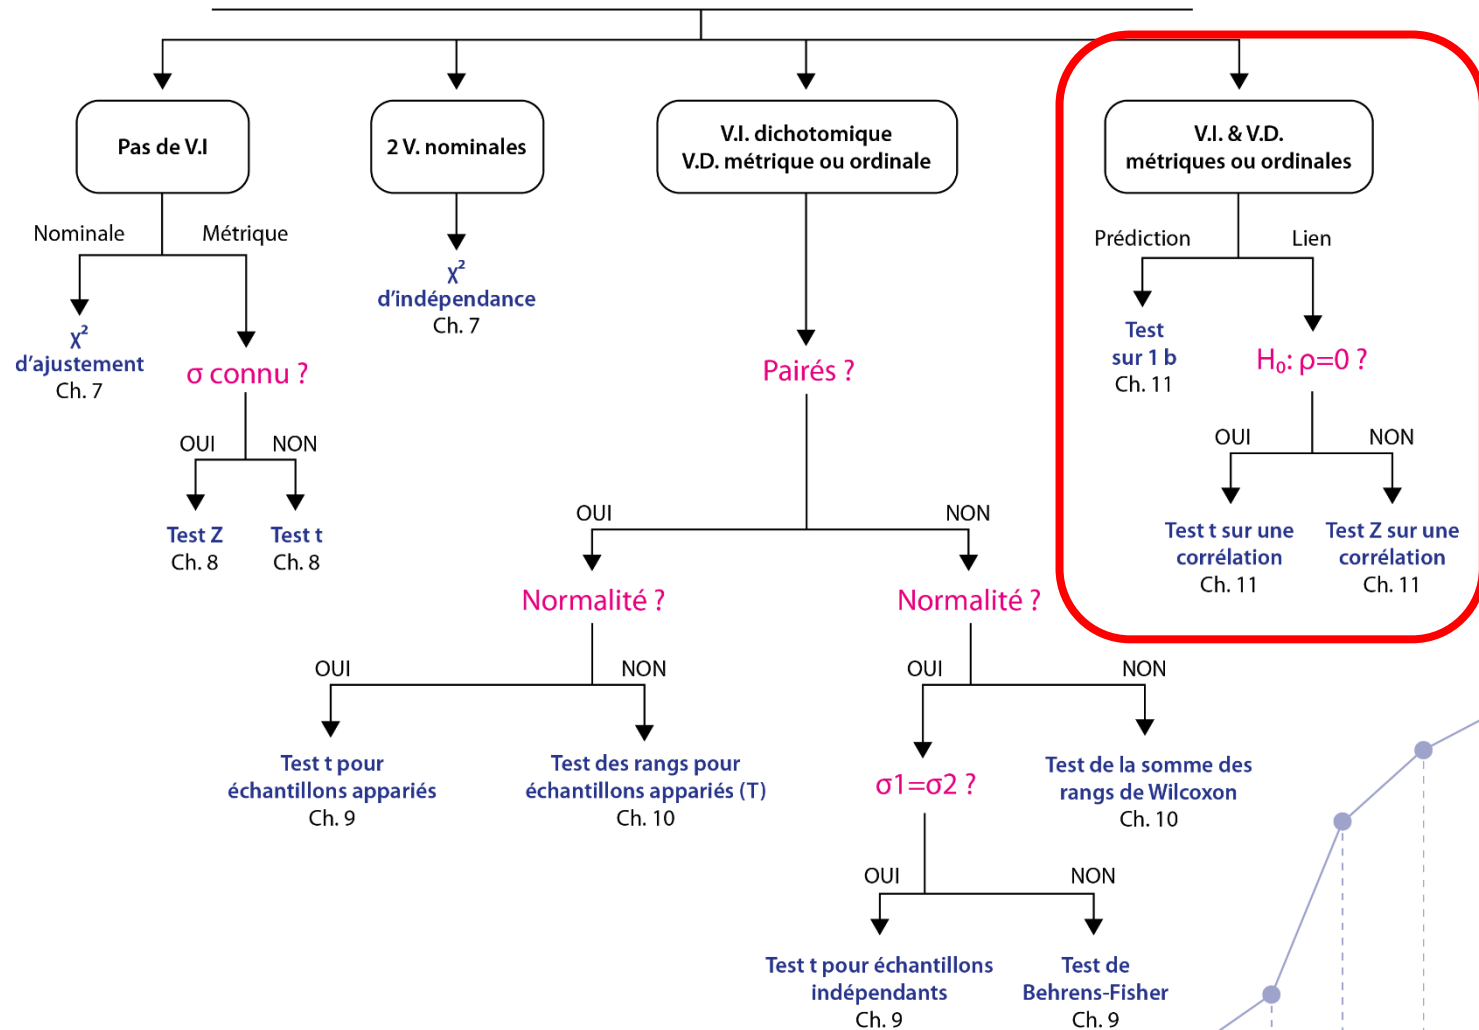 Pas de V.I
2 V. nominales
V.I. dichotomique
V.D. métrique ou ordinale
V.I. & V.D.
métriques ou ordinales
Nominale
Métrique
Prédiction
Lien
χ²
d'ajustement
Ch. 7
σ connu ?
OUI
NON
Test Z
Ch. 8
Test t
Ch. 8
χ²
d'indépendance
Ch. 7
Pairés ?
OUI
NON
Normalité ?
OUI
NON
Test t pour
échantillons appariés
Ch. 9
Test des rangs pour
échantillons appariés (T)
Ch. 10
Normalité ?
OUI
NON
σ1=σ2 ?
Test de la somme des
rangs de Wilcoxon
Ch. 10
OUI
NON
Test t pour échantillons
indépendants
Ch. 9
Test de
Behrens-Fisher
Ch. 9
Test
sur 1 b
Ch. 11
H₀: ρ=0 ?
OUI
NON
Test t sur une
corrélation
Ch. 11
Test Z sur une
corrélation
Ch. 11